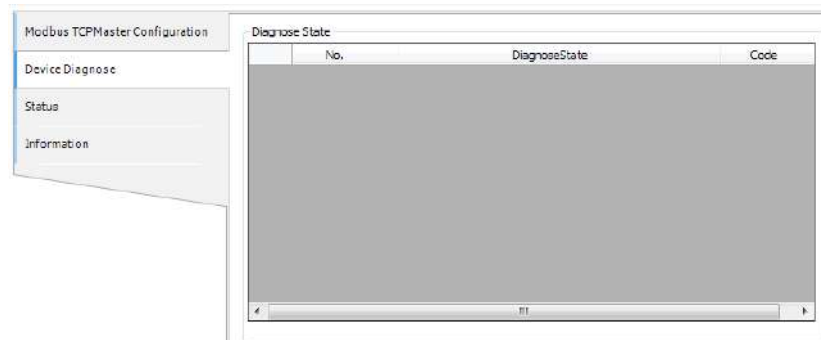 Modbus TCPMaster Configuration
Device Diagnose
Status
Information
Diagnose State
No. DiagnoseState Code